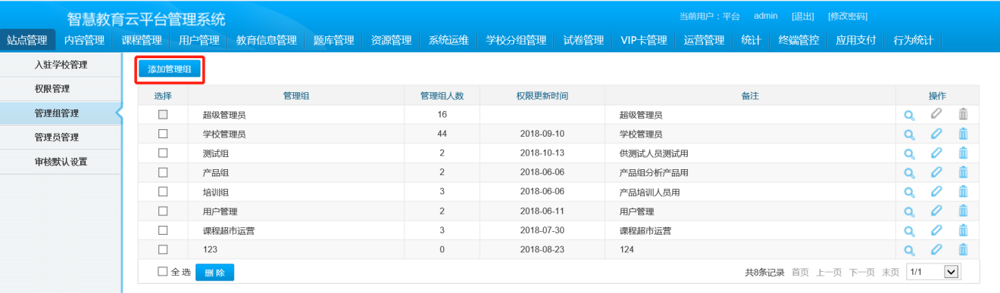 智慧教育云平台管理系统
当前用户：平台 admin [退出] [修改密码]
站点管理 内容管理 课程管理 用户管理 教育信息管理 题库管理 资源管理 系统运维 学校分组管理 试卷管理 VIP卡管理 运营管理 统计 终端管控 应用支付 行为统计
入驻学校管理
权限管理
管理组管理
管理员管理
审核默认设置
添加管理组
选择 管理组 管理组人数 权限更新时间 备注 操作
超级管理员 16 超级管理员
学校管理员 44 2018-09-10 学校管理员
测试组 2 2018-10-13 供测试人员测试用
产品组 2 2018-06-06 产品组分析产品用
培训组 3 2018-06-06 产品培训人员用
用户管理 2 2018-06-11 用户管理
课程超市运营 3 2018-07-30 课程超市运营
123 0 2018-08-23 124
全选 删除 共8条记录 首页 上一页 下一页 末页 1/1